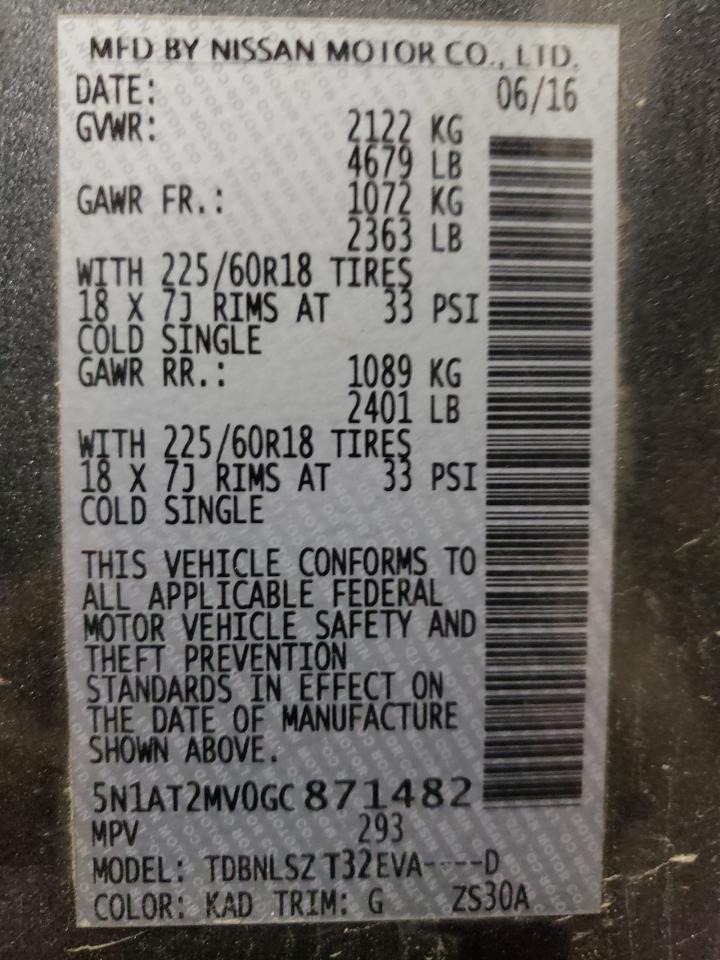 MFD BY NISSAN MOTOR CO., LTD.
DATE: 06/16
GVWR: 2122 KG
4679 LB
GAWR FR.: 1072 KG
2363 LB
WITH 225/60R18 TIRES
18 X 7J RIMS AT 33 PSI
COLD SINGLE
GAWR RR.: 1089 KG
2401 LB
WITH 225/60R18 TIRES
18 X 7J RIMS AT 33 PSI
COLD SINGLE
THIS VEHICLE CONFORMS TO
ALL APPLICABLE FEDERAL
MOTOR VEHICLE SAFETY AND
THEFT PREVENTION
STANDARDS IN EFFECT ON
THE DATE OF MANUFACTURE
SHOWN ABOVE.
5N1AT2MV0GC871482
MPV 293
MODEL: TDBNLSZ T32EVA----D
COLOR: KAD TRIM: G ZS30A